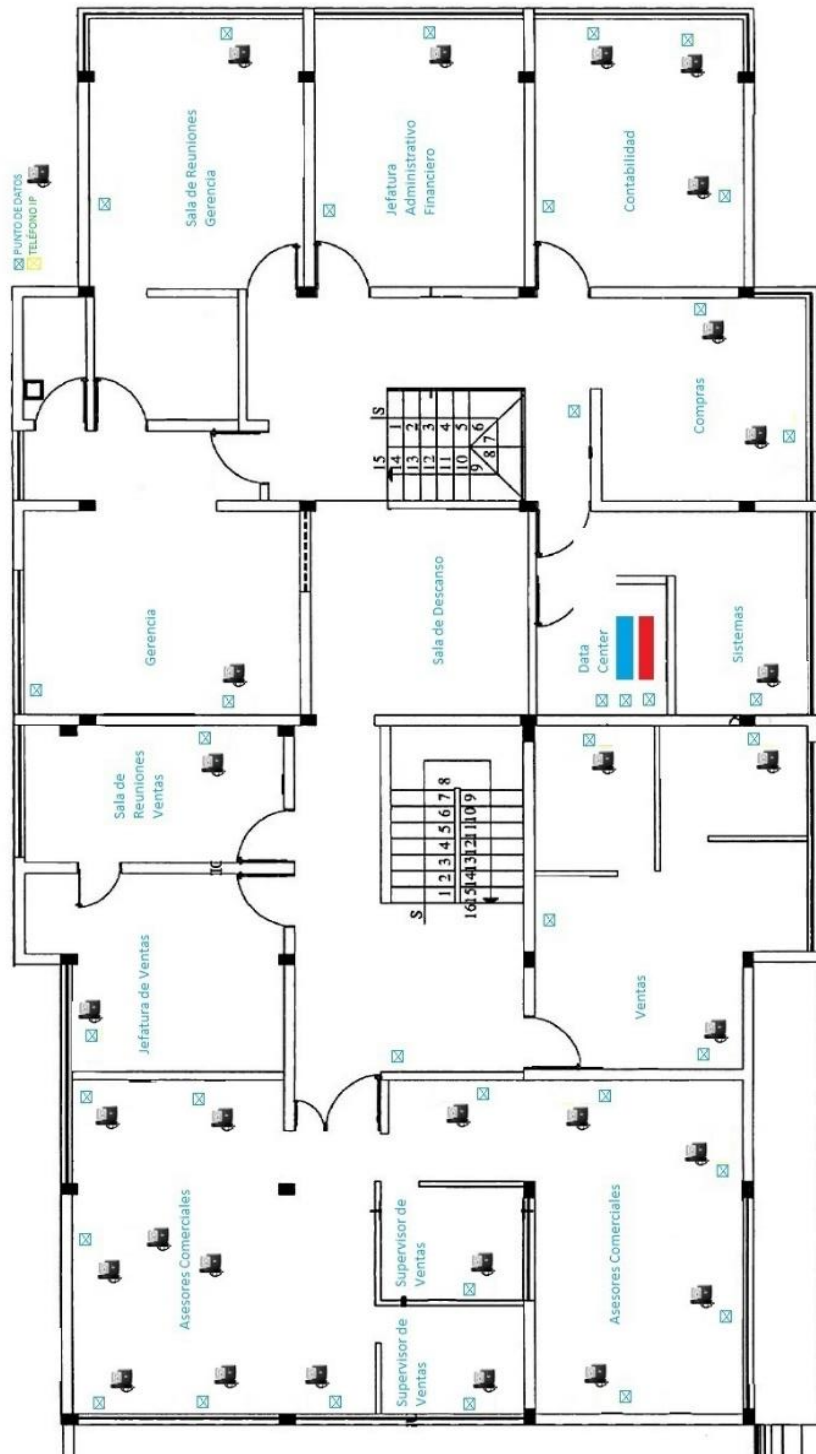 PUNTO DE DATOS
TELÉFONO IP
Sala de
Reuniones
Ventas
Jefatura de Ventas
Gerencia
Sala de Reuniones
Gerencia
Asesores Comerciales
Supervisor de
Ventas
Supervisor de
Ventas
S
1 2 3 4 5 6 7 8
16 15 14 13 12 11 10 9
Sala de Descanso
15 S
14 1
13 2
12 3
11 4
10 5
9 6
8 7
Jefatura
Administrativo
Financiero
Asesores Comerciales
Ventas
Data
Center
Sistemas
Compras
Contabilidad